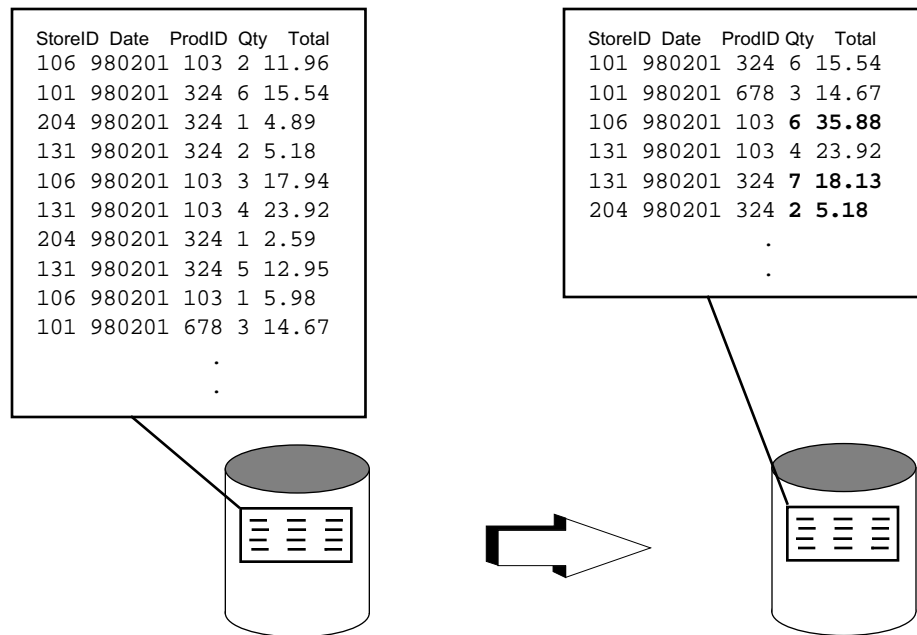 StoreID Date ProdID Qty Total
106 980201 103 2 11.96
101 980201 324 6 15.54
204 980201 324 1 4.89
131 980201 324 2 5.18
106 980201 103 3 17.94
131 980201 103 4 23.92
204 980201 324 1 2.59
131 980201 324 5 12.95
106 980201 103 1 5.98
101 980201 678 3 14.67
.
.
StoreID Date ProdID Qty Total
101 980201 324 6 15.54
101 980201 678 3 14.67
106 980201 103 6 35.88
131 980201 103 4 23.92
131 980201 324 7 18.13
204 980201 324 2 5.18
.
.